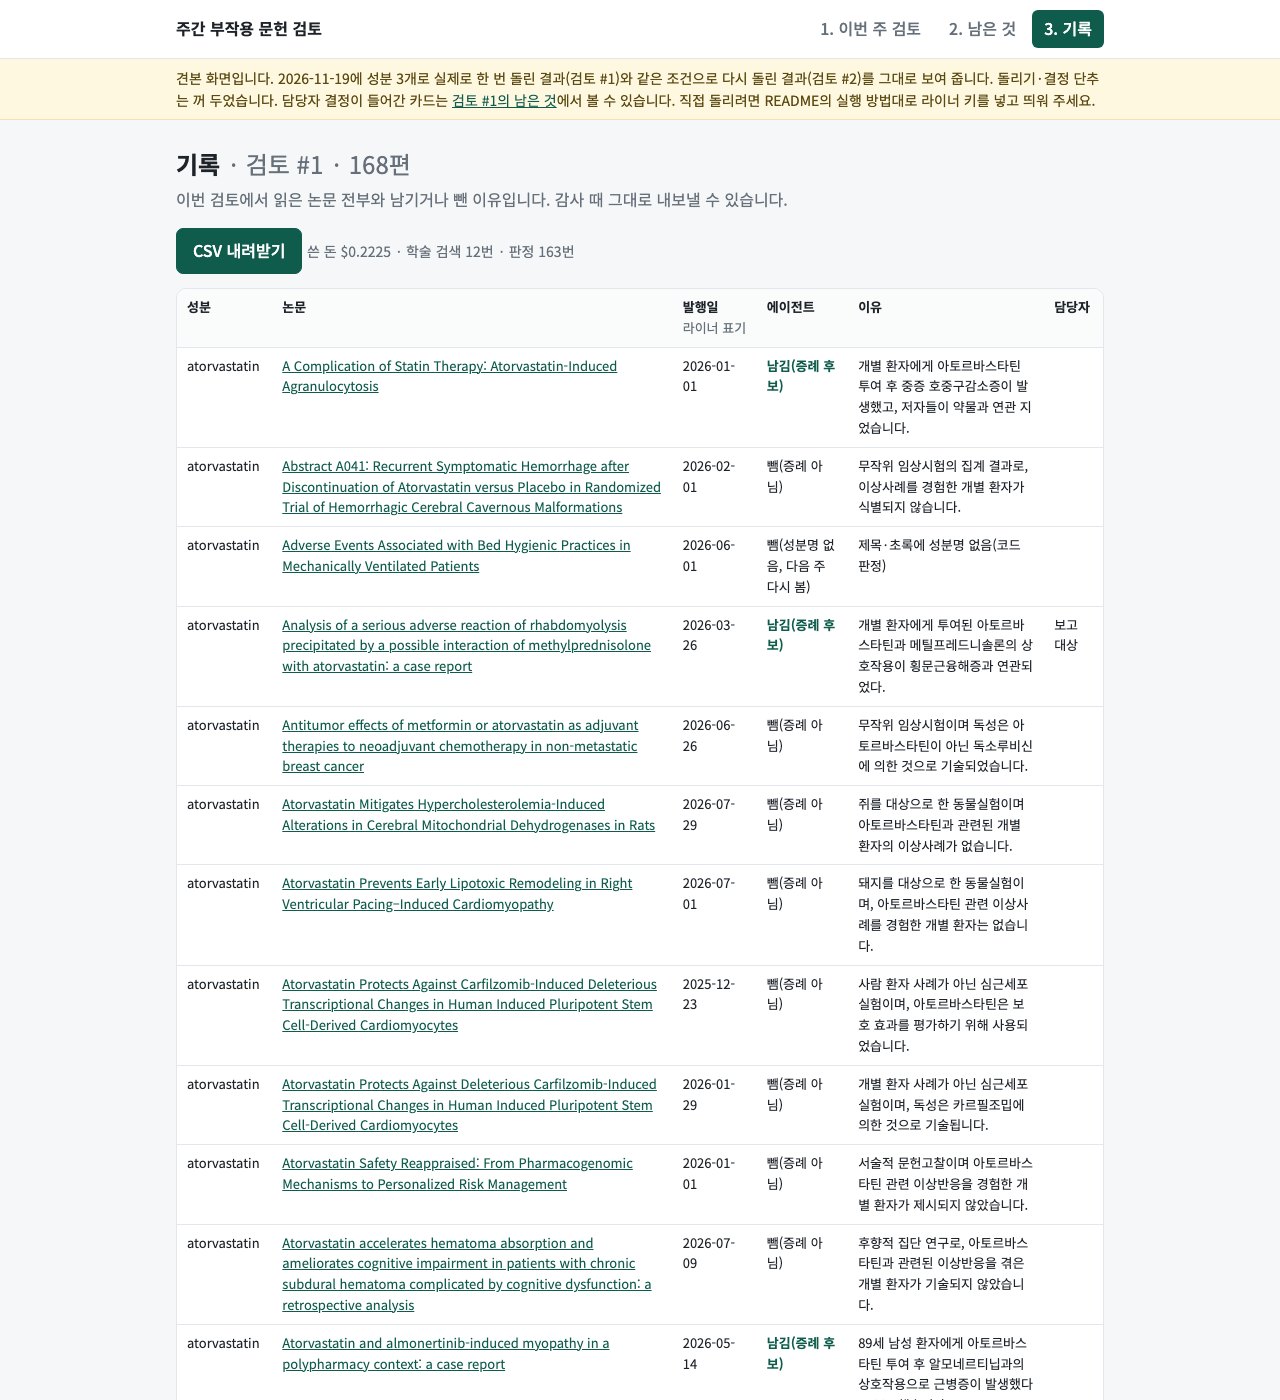 주간 부작용 문헌 검토
1. 이번 주 검토
2. 남은 것
3. 기록
견본 화면입니다. 2026-11-19에 성분 3개로 실제로 한 번 돌린 결과(검토 #1)와 같은 조건으로 다시 돌린 결과(검토 #2)를 그대로 보여 줍니다. 돌리기·결정 단추
는 꺼 두었습니다. 담당자 결정이 들어간 카드는 검토 #1의 남은 것에서 볼 수 있습니다. 직접 돌리려면 README의 실행 방법대로 라이너 키를 넣고 띄워 주세요.
기록 · 검토 #1 · 168편
이번 검토에서 읽은 논문 전부와 남기거나 뺀 이유입니다. 감사 때 그대로 내보낼 수 있습니다.
CSV 내려받기
쓴 돈 $0.2225 · 학술 검색 12번 · 판정 163번
성분
논문
발행일
라이너 표기
에이전트
이유
담당자
atorvastatin
A Complication of Statin Therapy: Atorvastatin-Induced
Agranulocytosis
2026-01-
01
남김(증례 후
보)
개별 환자에게 아토르바스타틴
투여 후 중증 호중구감소증이 발
생했고, 저자들이 약물과 연관 지
었습니다.
atorvastatin
Abstract A041: Recurrent Symptomatic Hemorrhage after
Discontinuation of Atorvastatin versus Placebo in Randomized
Trial of Hemorrhagic Cerebral Cavernous Malformations
2026-02-
01
뺌(증례 아
님)
무작위 임상시험의 집계 결과로,
이상사례를 경험한 개별 환자가
식별되지 않습니다.
atorvastatin
Adverse Events Associated with Bed Hygienic Practices in
Mechanically Ventilated Patients
2026-06-
01
뺌(성분명 없
음, 다음 주
다시 봄)
제목·초록에 성분명 없음(코드
판정)
atorvastatin
Analysis of a serious adverse reaction of rhabdomyolysis
precipitated by a possible interaction of methylprednisolone
with atorvastatin: a case report
2026-03-
26
남김(증례 후
보)
개별 환자에게 투여된 아토르바
스타틴과 메틸프레드니솔론의 상
호작용이 횡문근융해증과 연관되
었다.
보고
대상
atorvastatin
Antitumor effects of metformin or atorvastatin as adjuvant
therapies to neoadjuvant chemotherapy in non-metastatic
breast cancer
2026-06-
26
뺌(증례 아
님)
무작위 임상시험이며 독성은 아
토르바스타틴이 아닌 독소루비신
에 의한 것으로 기술되었습니다.
atorvastatin
Atorvastatin Mitigates Hypercholesterolemia-Induced
Alterations in Cerebral Mitochondrial Dehydrogenases in Rats
2026-07-
29
뺌(증례 아
님)
쥐를 대상으로 한 동물실험이며
아토르바스타틴과 관련된 개별
환자의 이상사례가 없습니다.
atorvastatin
Atorvastatin Prevents Early Lipotoxic Remodeling in Right
Ventricular Pacing–Induced Cardiomyopathy
2026-07-
01
뺌(증례 아
님)
돼지를 대상으로 한 동물실험이
며, 아토르바스타틴 관련 이상사
례를 경험한 개별 환자는 없습니
다.
atorvastatin
Atorvastatin Protects Against Carfilzomib-Induced Deleterious
Transcriptional Changes in Human Induced Pluripotent Stem
Cell-Derived Cardiomyocytes
2025-12-
23
뺌(증례 아
님)
사람 환자 사례가 아닌 심근세포
실험이며, 아토르바스타틴은 보
호 효과를 평가하기 위해 사용되
었습니다.
atorvastatin
Atorvastatin Protects Against Deleterious Carfilzomib-Induced
Transcriptional Changes in Human Induced Pluripotent Stem
Cell-Derived Cardiomyocytes
2026-01-
29
뺌(증례 아
님)
개별 환자 사례가 아닌 심근세포
실험이며, 독성은 카르필조밉에
의한 것으로 기술됩니다.
atorvastatin
Atorvastatin Safety Reappraised: From Pharmacogenomic
Mechanisms to Personalized Risk Management
2026-01-
01
뺌(증례 아
님)
서술적 문헌고찰이며 아토르바스
타틴 관련 이상반응을 경험한 개
별 환자가 제시되지 않았습니다.
atorvastatin
Atorvastatin accelerates hematoma absorption and
ameliorates cognitive impairment in patients with chronic
subdural hematoma complicated by cognitive dysfunction: a
retrospective analysis
2026-07-
09
뺌(증례 아
님)
후향적 집단 연구로, 아토르바스
타틴과 관련된 이상반응을 겪은
개별 환자가 기술되지 않았습니
다.
atorvastatin
Atorvastatin and almonertinib-induced myopathy in a
polypharmacy context: a case report
2026-05-
14
남김(증례 후
보)
89세 남성 환자에게 아토르바스
타틴 투여 후 알모네르티닙과의
상호작용으로 근병증이 발생했다